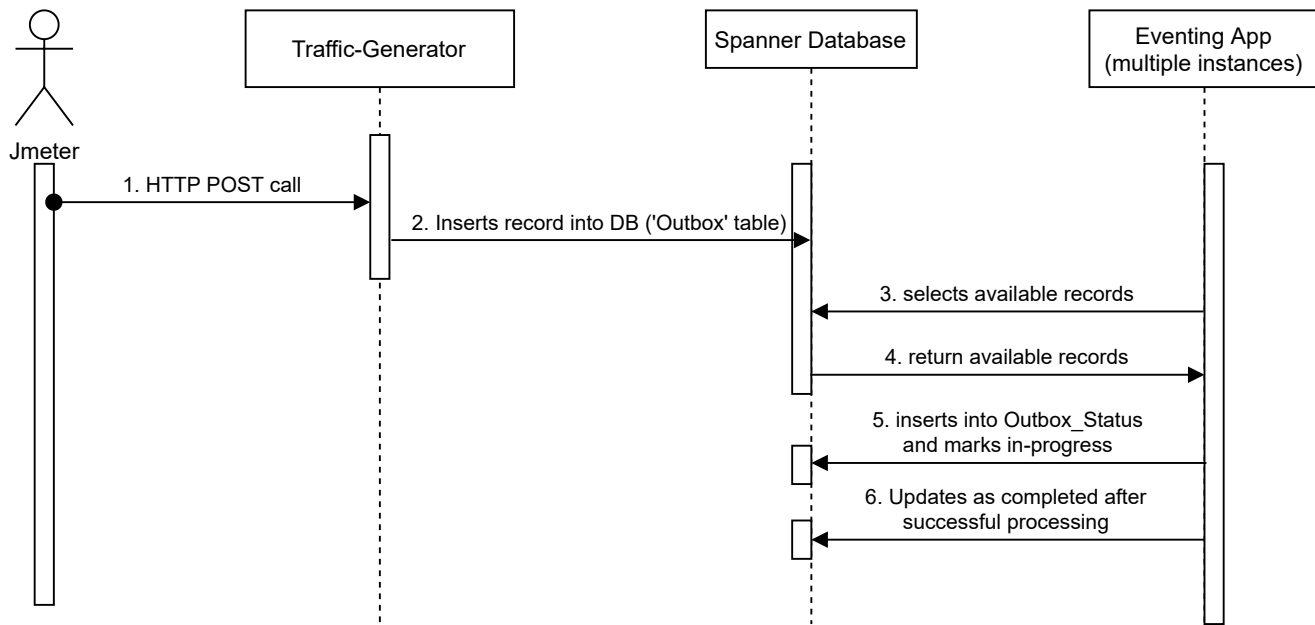 Jmeter
Traffic-Generator
Spanner Database
Eventing App
(multiple instances)
1. HTTP POST call
2. Inserts record into DB ('Outbox' table)
3. selects available records
4. return available records
5. inserts into Outbox_Status
and marks in-progress
6. Updates as completed after
successful processing